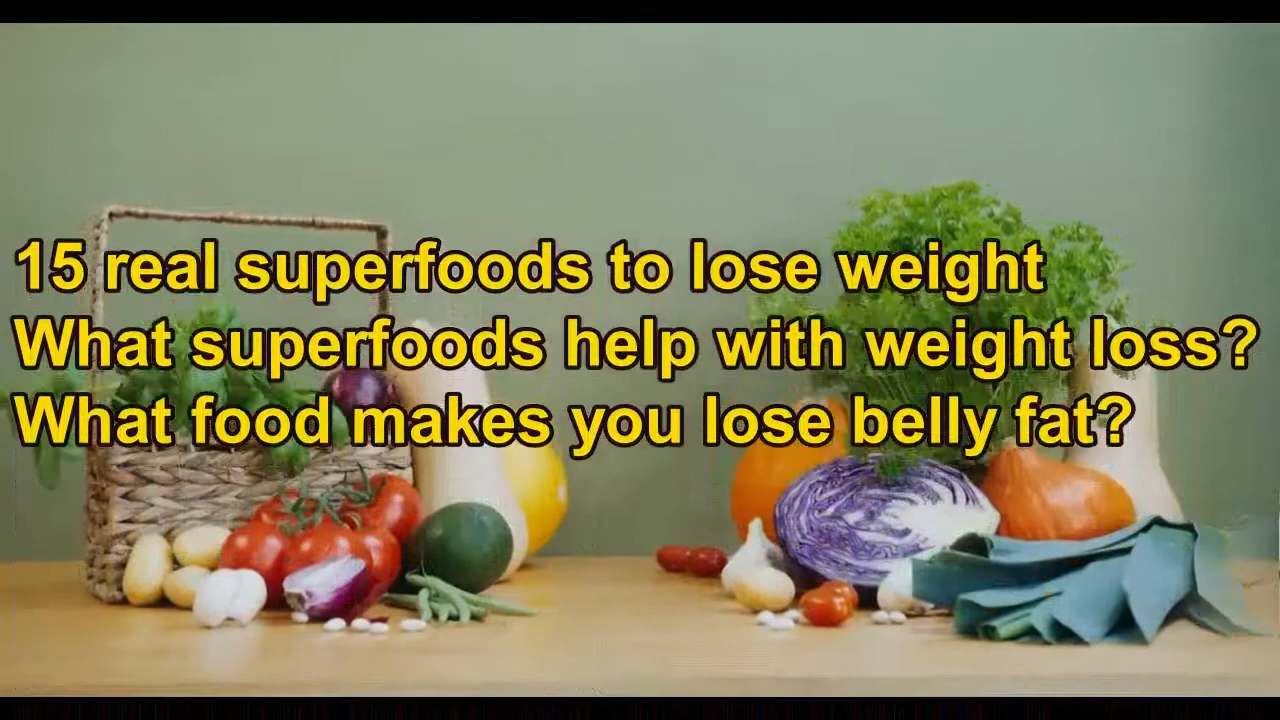 15 real superfoods to lose weight
What superfoods help with weight loss?
What food makes you lose belly fat?